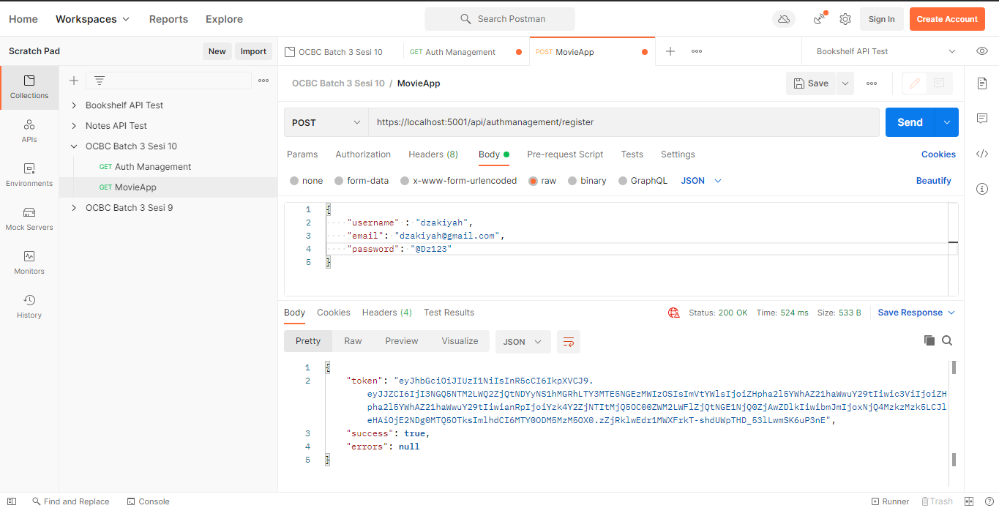 Home Workspaces Reports Explore Search Postman Sign In Create Account
Scratch Pad New Import OCBC Batch 3 Sesi 10 GET Auth Management POST MovieApp Bookshelf API Test
OCBC Batch 3 Sesi 10 / MovieApp Save
Collections
Bookshelf API Test
Notes API Test
OCBC Batch 3 Sesi 10
GET Auth Management
GET MovieApp
OCBC Batch 3 Sesi 9
APIs
Environments
Mock Servers
Monitors
History
POST https://localhost:5001/api/authmanagement/register Send
Params Authorization Headers (8) Body Pre-request Script Tests Settings Cookies
none form-data x-www-form-urlencoded raw binary GraphQL JSON Beautify
1 {
2 "username" : "dzakiyah",
3 "email": "dzakiyah@gmail.com",
4 "password": "@Dz123"
5 }
Body Cookies Headers (4) Test Results Status: 200 OK Time: 524 ms Size: 533 B Save Response
Pretty Raw Preview Visualize JSON
1 {
2 "token": "eyJhbGciOiJIUzI1NiIsInR5cCI6IkpXVCJ9.
3 "success": true,
4 "errors": null
5 }
Find and Replace Console Runner Trash